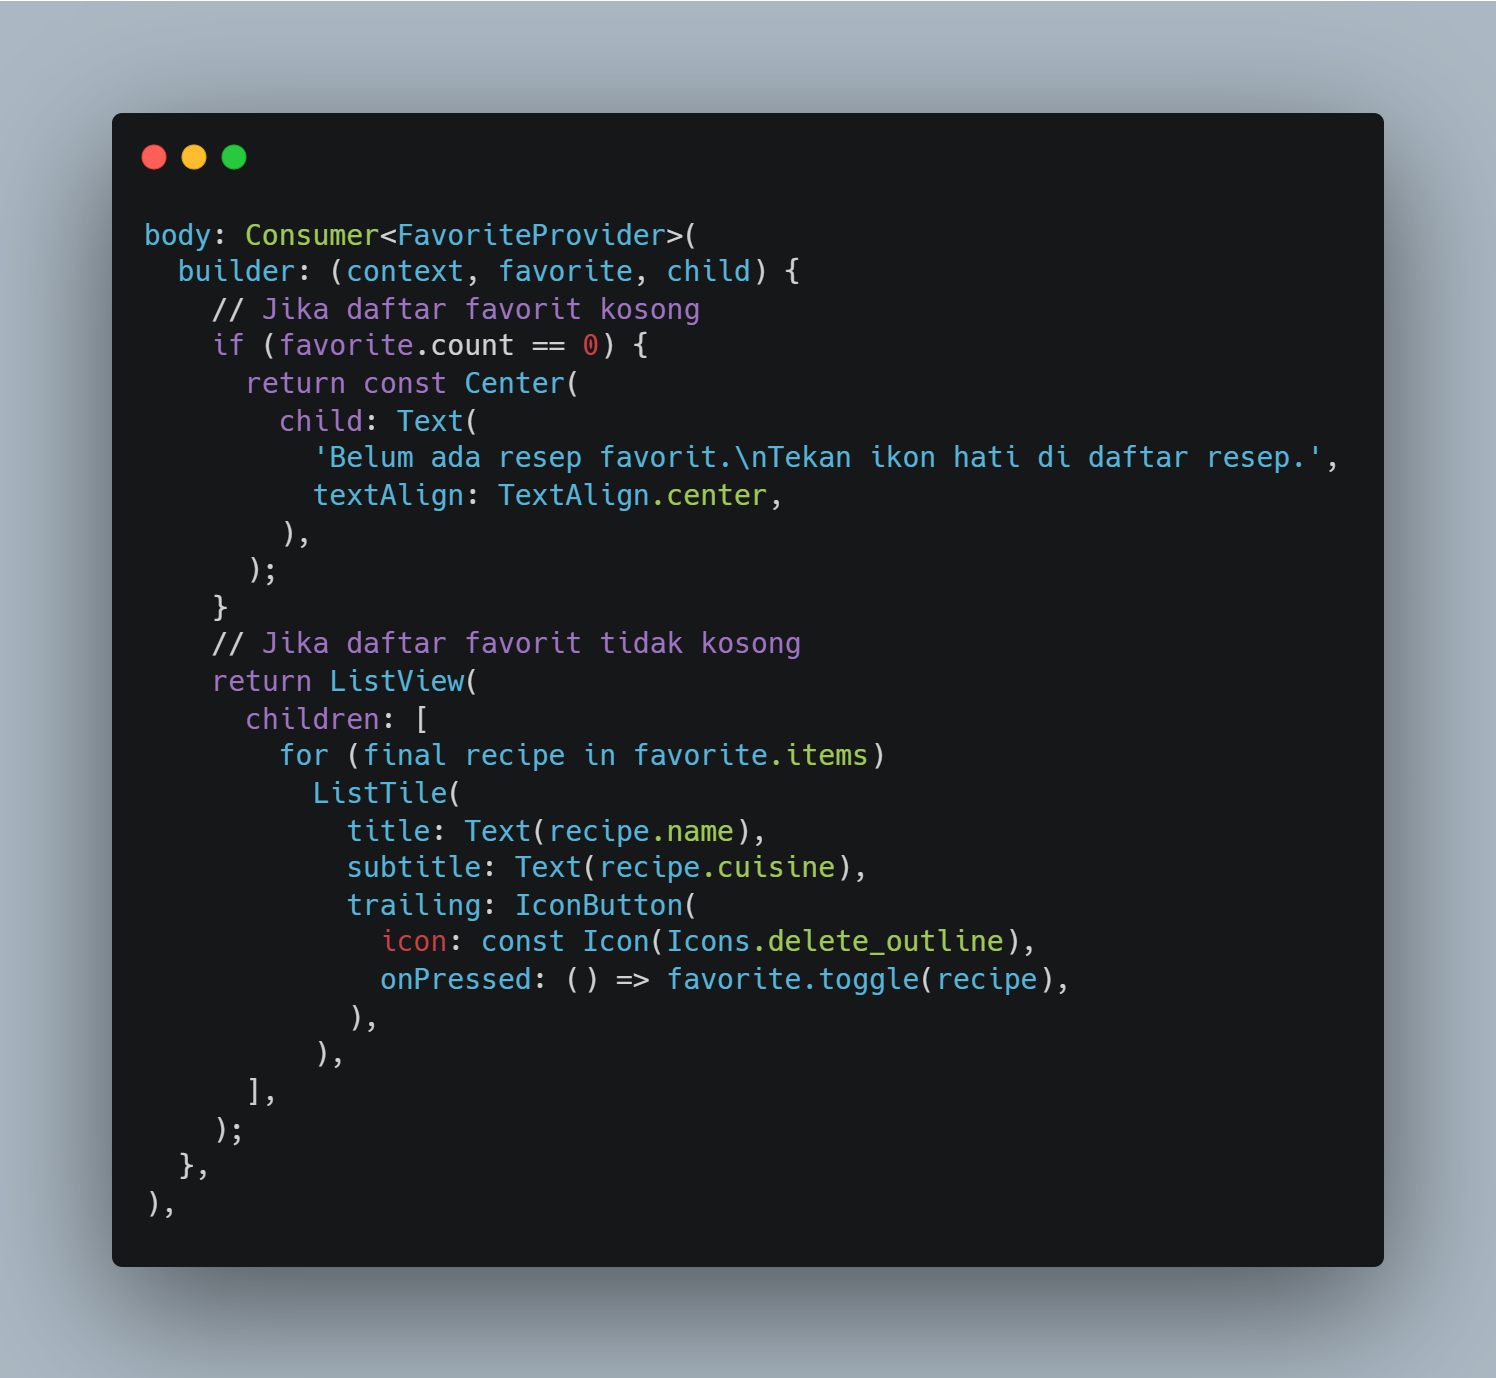 body: Consumer<FavoriteProvider>(
  builder: (context, favorite, child) {
    // Jika daftar favorit kosong
    if (favorite.count == 0) {
      return const Center(
        child: Text(
          'Belum ada resep favorit.\nTekan ikon hati di daftar resep.',
          textAlign: TextAlign.center,
        ),
      );
    }
    // Jika daftar favorit tidak kosong
    return ListView(
      children: [
        for (final recipe in favorite.items)
          ListTile(
            title: Text(recipe.name),
            subtitle: Text(recipe.cuisine),
            trailing: IconButton(
              icon: const Icon(Icons.delete_outline),
              onPressed: () => favorite.toggle(recipe),
            ),
          ),
      ],
    );
  },
),